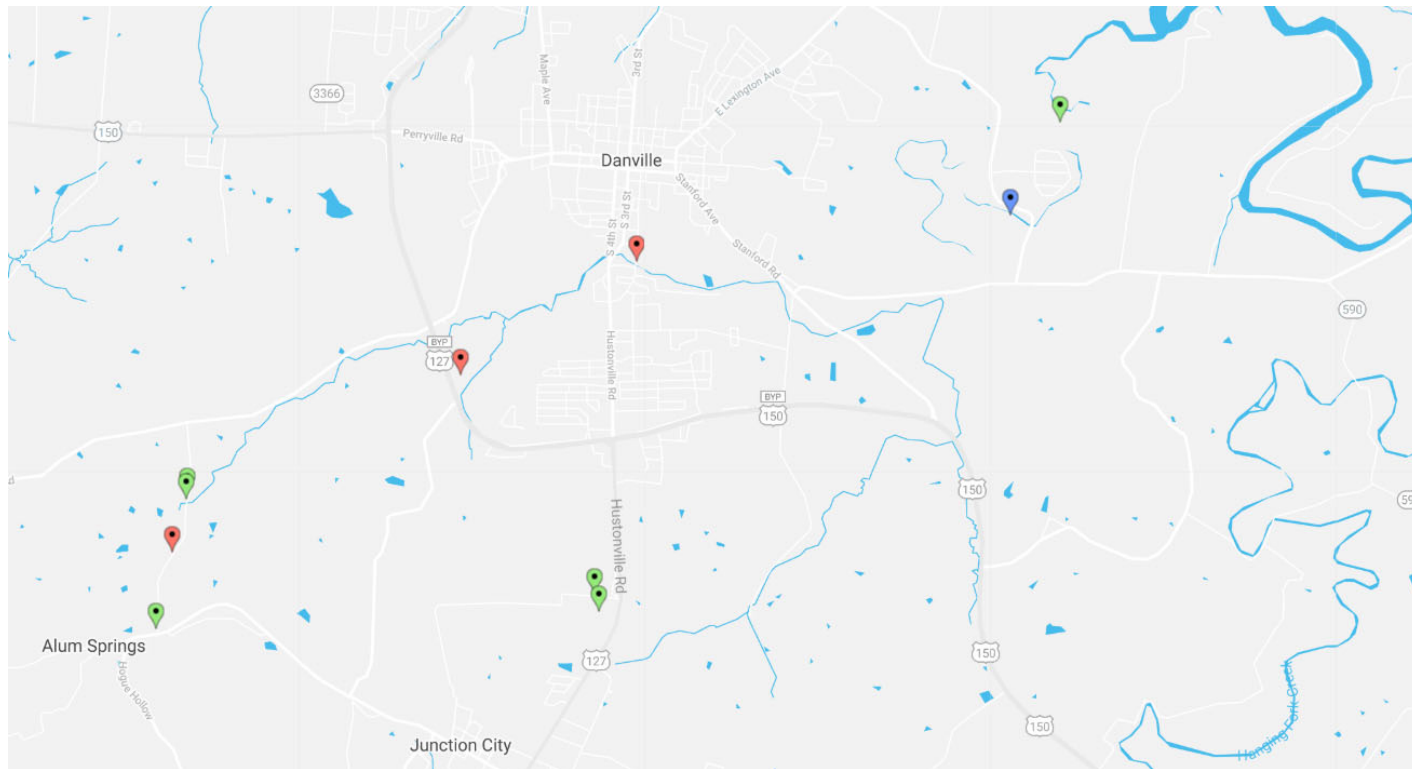 3rd St
Maple Ave
E Lexington Ave
3366
150
Perryville Rd
Danville
Stanford Ave
S 3rd St
S 4th St
Stanford Rd
590
BYP
127
Hustonville Rd
BYP
150
150
Hustonville Rd
Alum Springs
127
150
Hogue Hollow
Hanging Fork Creek
150
Junction City